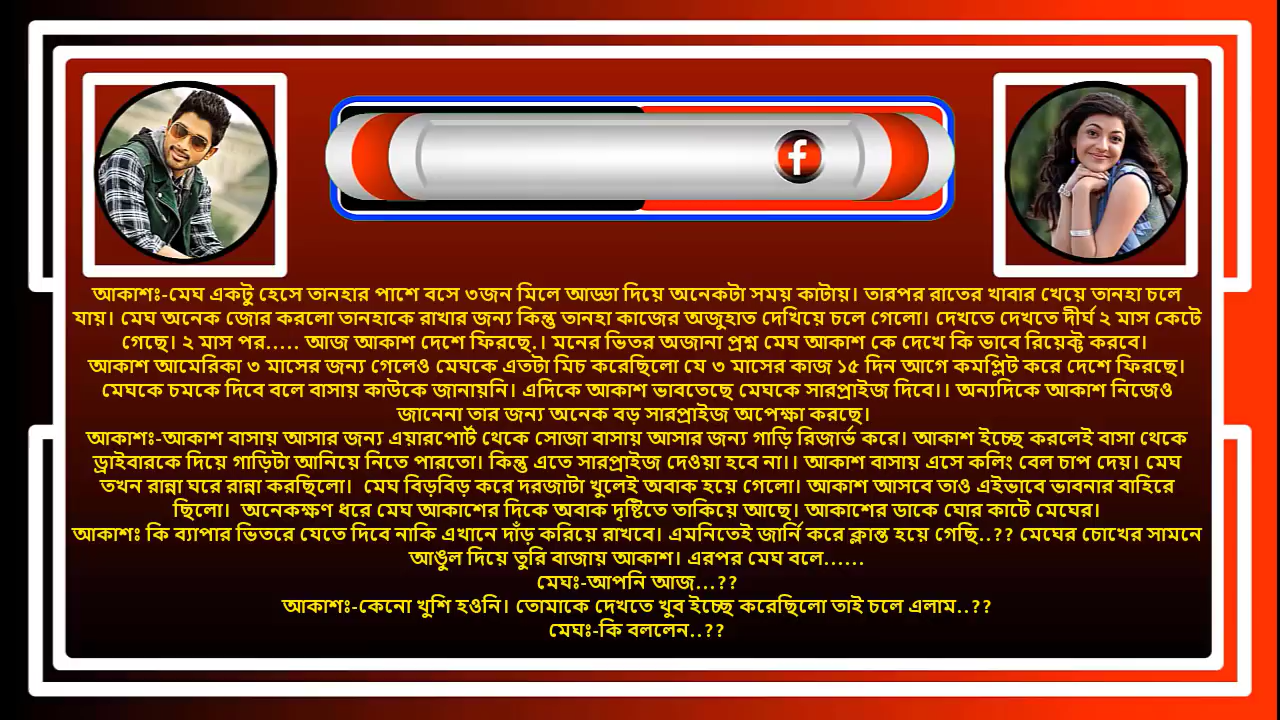 f
আকাশঃ-মেঘ একটু হেসে তানহার পাশে বসে ৩জন মিলে আড্ডা দিয়ে অনেকটা সময় কাটায়। তারপর রাতের খাবার খেয়ে তানহা চলে
যায়। মেঘ অনেক জোর করলো তানহাকে রাখার জন্য কিন্তু তানহা কাজের অজুহাত দেখিয়ে চলে গেলো। দেখতে দেখতে দীর্ঘ ২ মাস কেটে
গেছে। ২ মাস পর..... আজ আকাশ দেশে ফিরছে.। মনের ভিতর অজানা প্রশ্ন মেঘ আকাশ কে দেখে কি ভাবে রিয়েক্ট করবে।
আকাশ আমেরিকা ৩ মাসের জন্য গেলেও মেঘকে এতটা মিচ করেছিলো যে ৩ মাসের কাজ ১৫ দিন আগে কমপ্লিট করে দেশে ফিরছে।
মেঘকে চমকে দিবে বলে বাসায় কাউকে জানায়নি। এদিকে আকাশ ভাবতেছে মেঘকে সারপ্রাইজ দিবে।। অন্যদিকে আকাশ নিজেও
জানেনা তার জন্য অনেক বড় সারপ্রাইজ অপেক্ষা করছে।
আকাশঃ-আকাশ বাসায় আসার জন্য এয়ারপোর্ট থেকে সোজা বাসায় আসার জন্য গাড়ি রিজার্ভ করে। আকাশ ইচ্ছে করলেই বাসা থেকে
ড্রাইবারকে দিয়ে গাড়িটা আনিয়ে নিতে পারতো। কিন্তু এতে সারপ্রাইজ দেওয়া হবে না।। আকাশ বাসায় এসে কলিং বেল চাপ দেয়। মেঘ
তখন রান্না ঘরে রান্না করছিলো।  মেঘ বিড়বিড় করে দরজাটা খুলেই অবাক হয়ে গেলো। আকাশ আসবে তাও এইভাবে ভাবনার বাহিরে
ছিলো।  অনেকক্ষণ ধরে মেঘ আকাশের দিকে অবাক দৃষ্টিতে তাকিয়ে আছে। আকাশের ডাকে ঘোর কাটে মেঘের।
আকাশঃ কি ব্যাপার ভিতরে যেতে দিবে নাকি এখানে দাঁড় করিয়ে রাখবে। এমনিতেই জার্নি করে ক্লান্ত হয়ে গেছি..?? মেঘের চোখের সামনে
আঙুল দিয়ে তুরি বাজায় আকাশ। এরপর মেঘ বলে......
মেঘঃ-আপনি আজ...??
আকাশঃ-কেনো খুশি হওনি। তোমাকে দেখতে খুব ইচ্ছে করেছিলো তাই চলে এলাম..??
মেঘঃ-কি বললেন..??